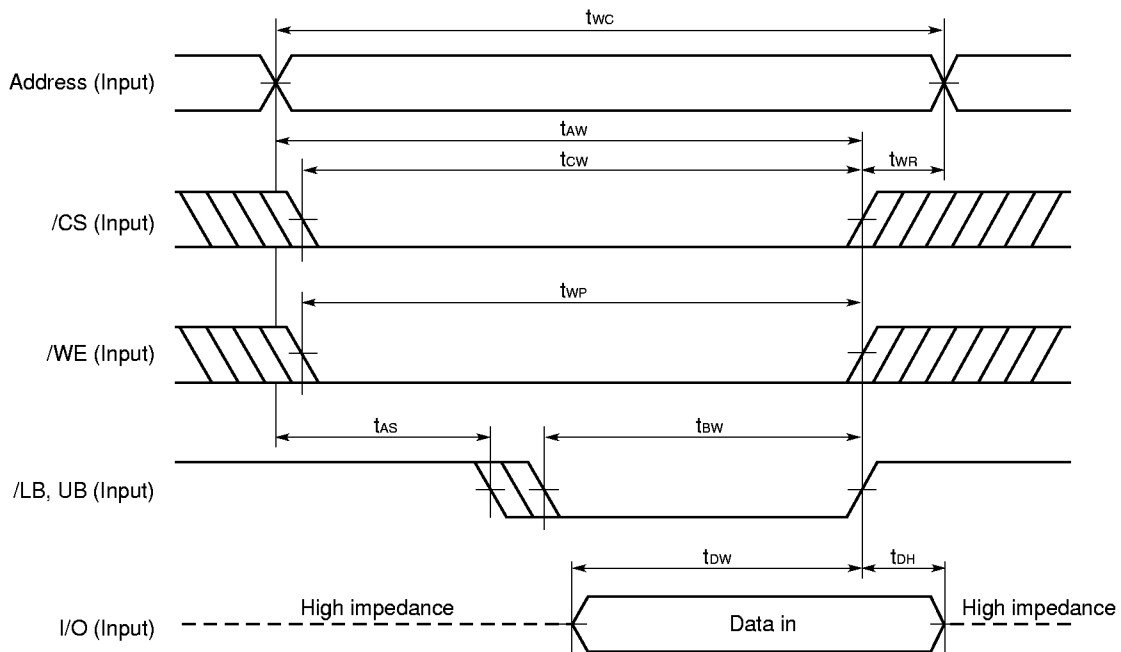 tWC
Address (Input)
tAW
tCW
tWR
/CS (Input)
tWP
/WE (Input)
tAS
tBW
/LB, UB (Input)
tDW
tDH
High impedance
High impedance
I/O (Input)
Data in